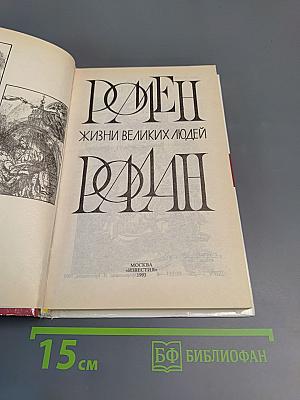 РОМЕН
ЖИЗНИ ВЕЛИКИХ ЛЮДЕЙ
РОЛЛАН
МОСКВА
«ИЗВЕСТИЯ»
1993
15 см
БФ БИБЛИОФАН